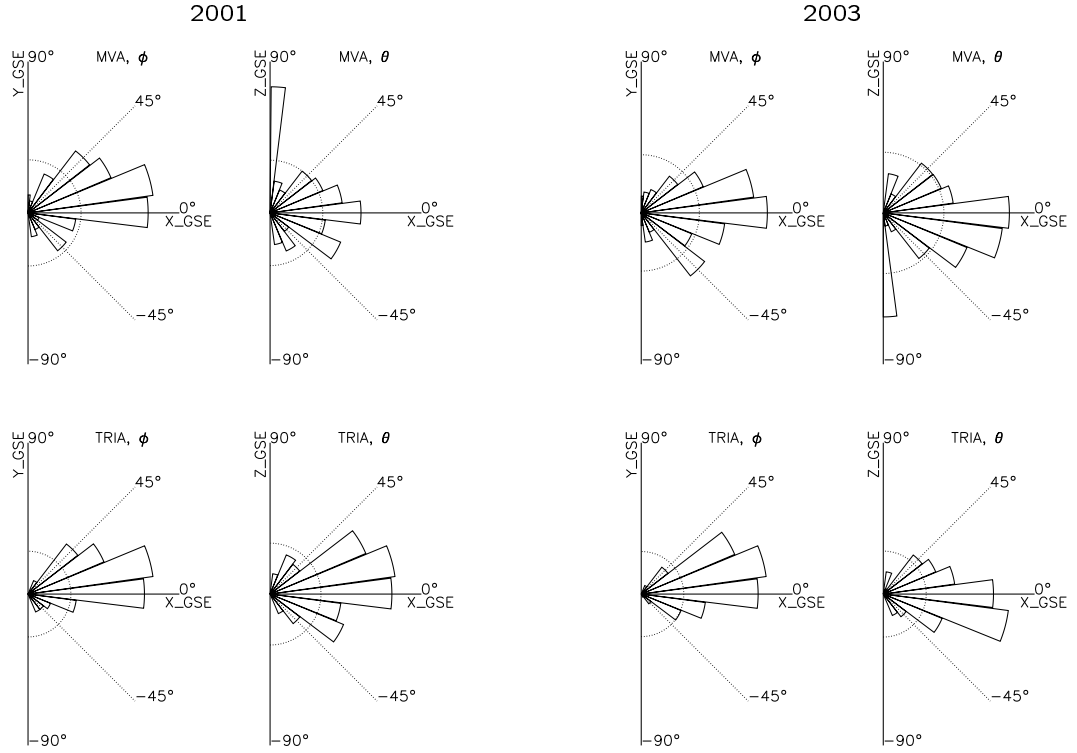 2001
2003
Y_GSE
90°
MVA, ϕ
45°
0°
X_GSE
−45°
−90°
Z_GSE
90°
MVA, θ
45°
0°
X_GSE
−45°
−90°
Y_GSE
90°
MVA, ϕ
45°
0°
X_GSE
−45°
−90°
Z_GSE
90°
MVA, θ
45°
0°
X_GSE
−45°
−90°
Y_GSE
90°
TRIA, ϕ
45°
0°
X_GSE
−45°
−90°
Z_GSE
90°
TRIA, θ
45°
0°
X_GSE
−45°
−90°
Y_GSE
90°
TRIA, ϕ
45°
0°
X_GSE
−45°
−90°
Z_GSE
90°
TRIA, θ
45°
0°
X_GSE
−45°
−90°